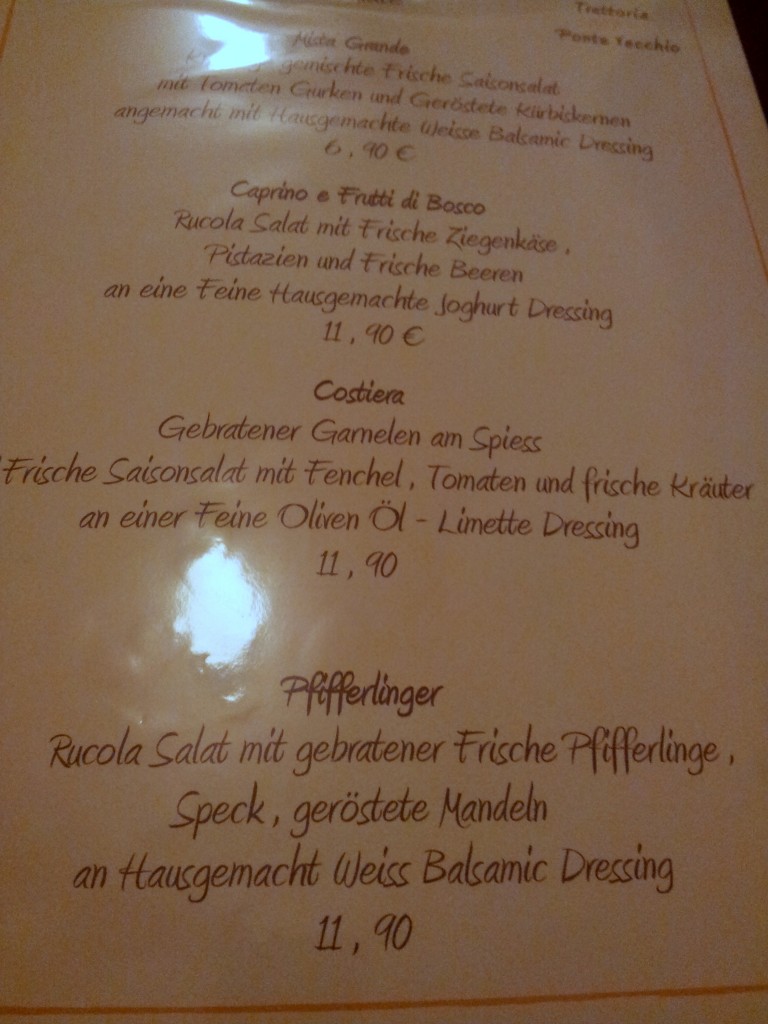 Trattoria
Ponte Vecchio
Mista Grande
gemischte Frische Saisonsalat
mit Tomaten Gurken und Geröstete Kürbiskernen
angemacht mit Hausgemachte Weisse Balsamic Dressing
6,90 €
Caprino e Frutti di Bosco
Rucola Salat mit Frische Ziegenkäse,
Pistazien und Frische Beeren
an eine Feine Hausgemachte Joghurt Dressing
11,90 €
Costiera
Gebratener Garnelen am Spiess
Frische Saisonsalat mit Fenchel, Tomaten und frische Kräuter
an einer Feine Oliven Öl - Limette Dressing
11,90
Pfifferlinger
Rucola Salat mit gebratener Frische Pfifferlinge,
Speck, geröstete Mandeln
an Hausgemacht Weiss Balsamic Dressing
11,90